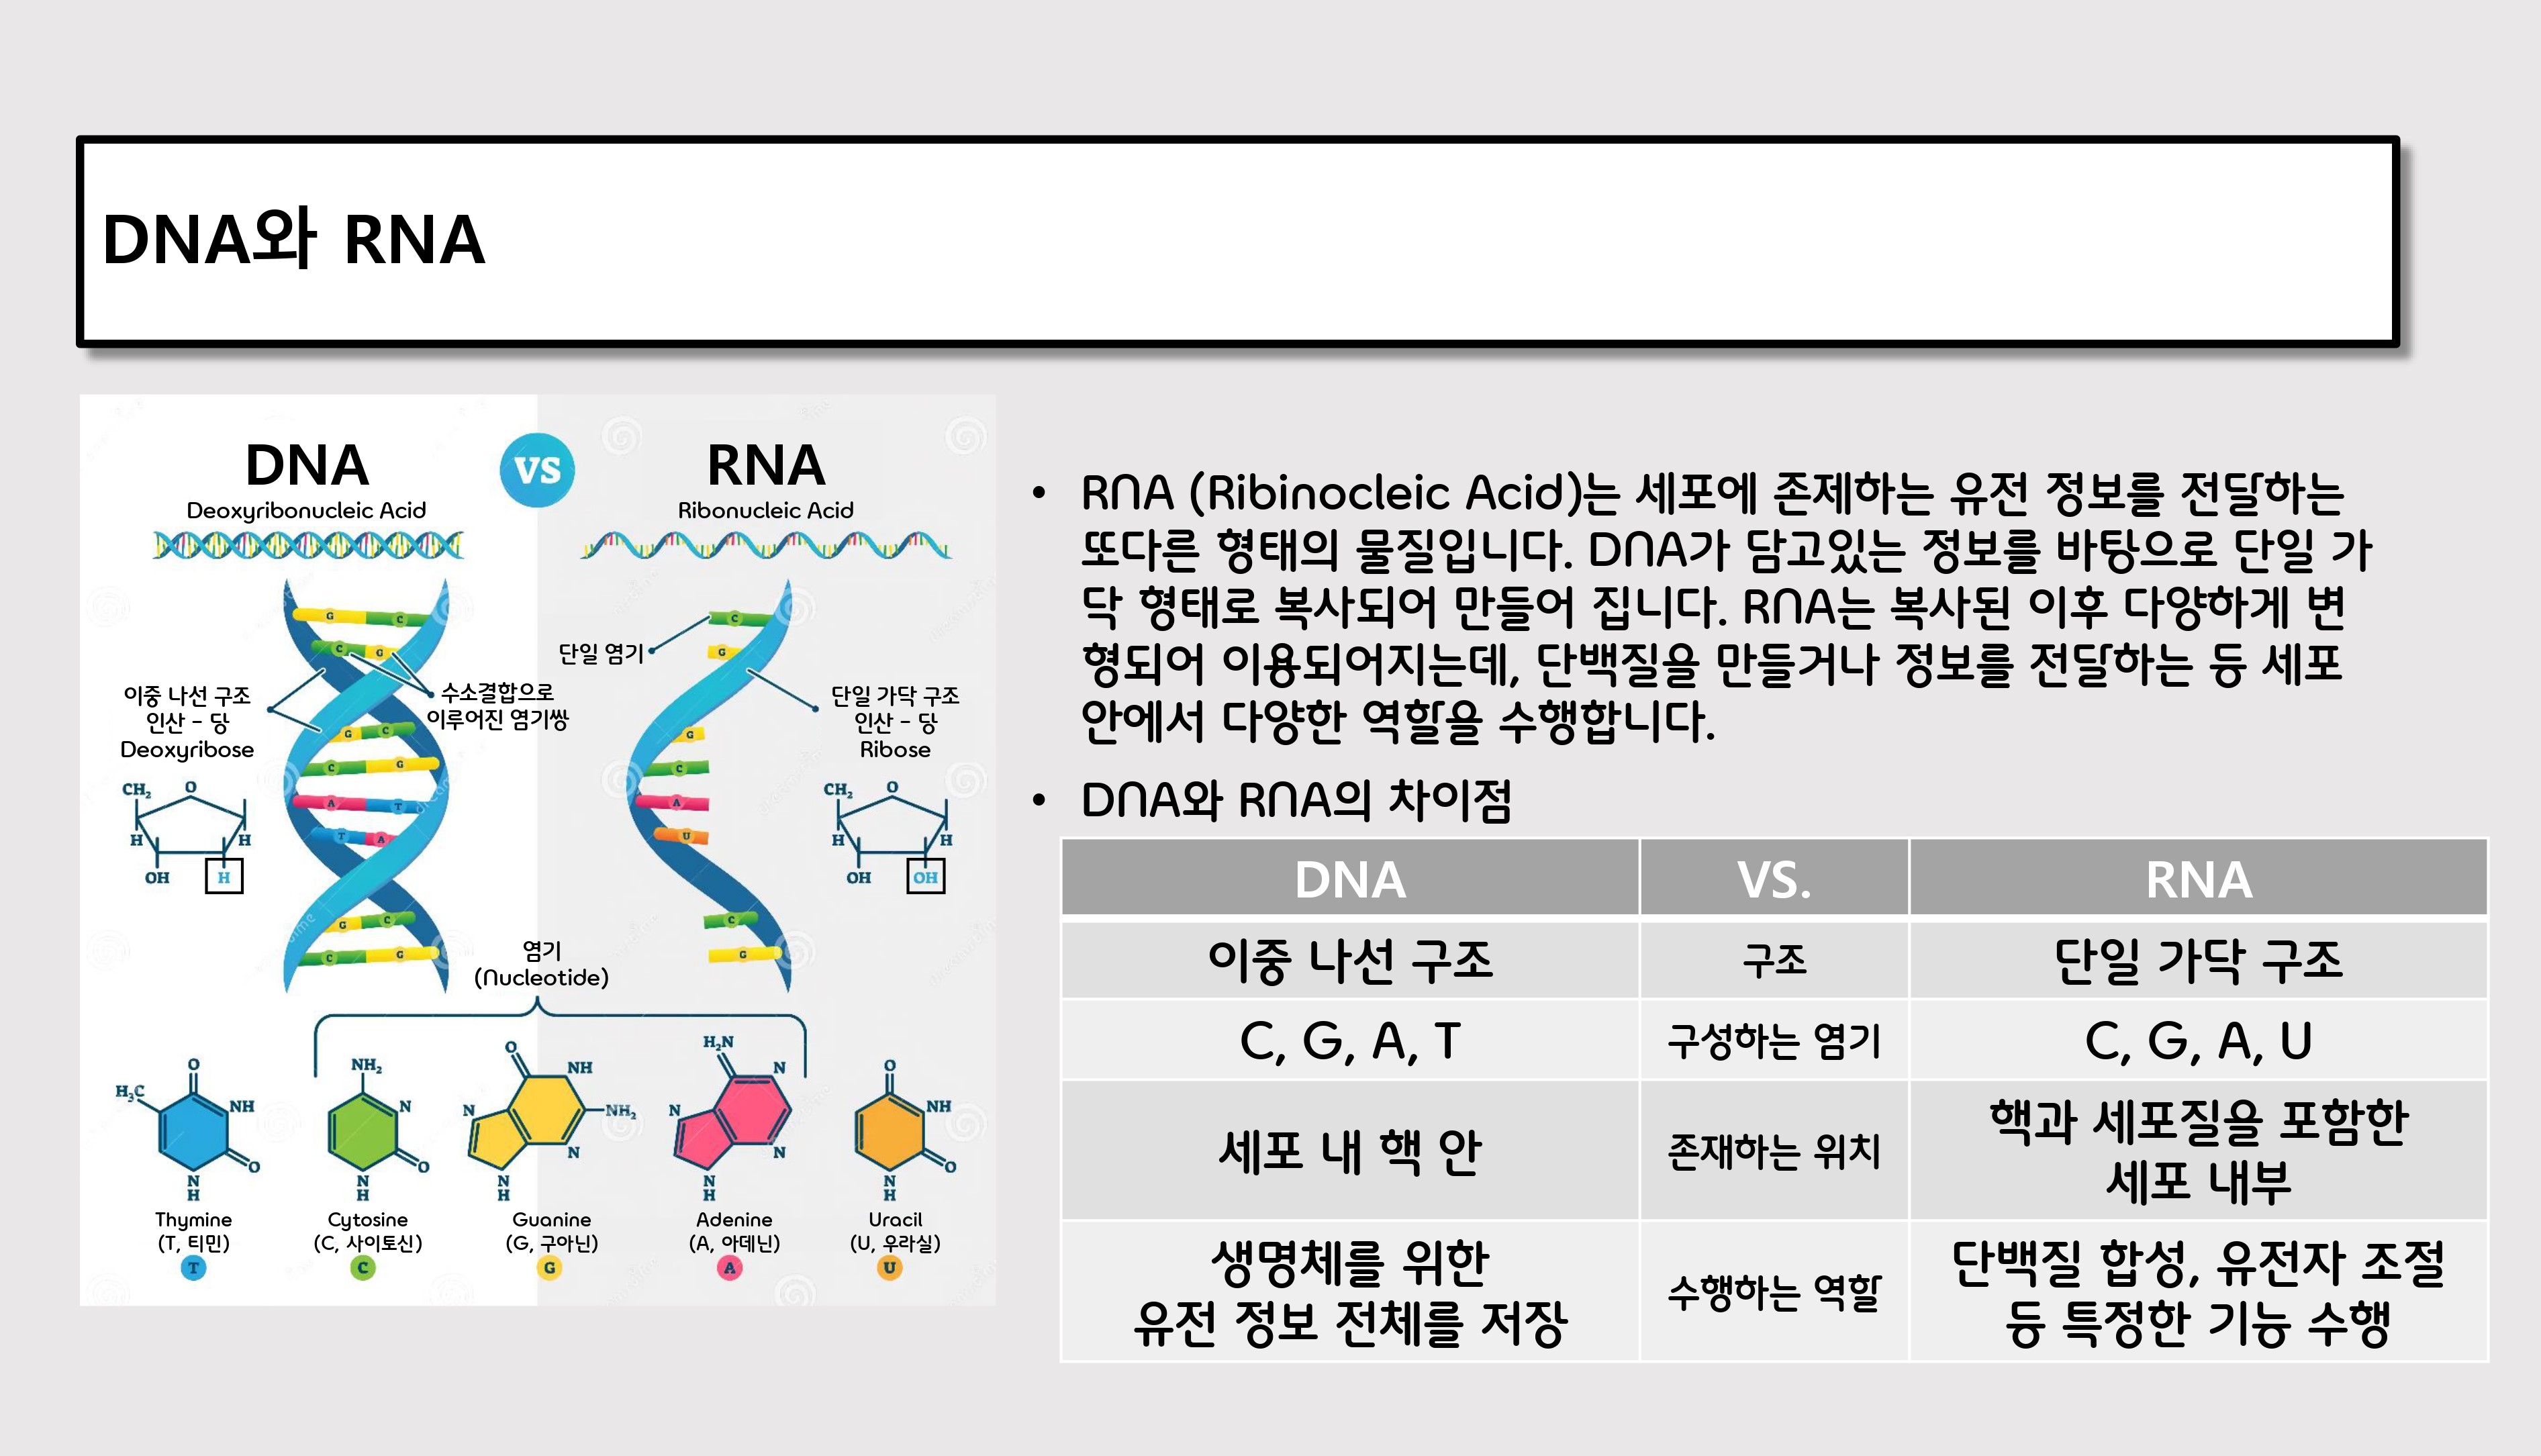 DNA와 RNA
DNA
VS
RNA
Deoxyribonucleic Acid
Ribonucleic Acid
G
C
C
G
단일 염기
C
G
이중 나선 구조
인산 - 당
Deoxyribose
수소결합으로
이루어진 염기쌍
단일 가닥 구조
인산 - 당
Ribose
G
C
C
G
A
T
T
A
G
C
C
G
G
C
A
U
C
G
CH₂
O
H
H
OH
H
CH₂
O
H
H
OH
OH
염기
(Nucleotide)
O
H₃C
NH
O
N
H
NH₂
N
O
N
H
O
NH
N
NH₂
N
N
H
H₂N
N
N
N
N
H
O
NH
O
N
H
Thymine
(T, 티민)
T
Cytosine
(C, 사이토신)
C
Guanine
(G, 구아닌)
G
Adenine
(A, 아데닌)
A
Uracil
(U, 우라실)
U
• RNA (Ribinocleic Acid)는 세포에 존제하는 유전 정보를 전달하는
또다른 형태의 물질입니다. DNA가 담고있는 정보를 바탕으로 단일 가
닥 형태로 복사되어 만들어 집니다. RNA는 복사된 이후 다양하게 변
형되어 이용되어지는데, 단백질을 만들거나 정보를 전달하는 등 세포
안에서 다양한 역할을 수행합니다.
• DNA와 RNA의 차이점
DNA VS. RNA
이중 나선 구조 구조 단일 가닥 구조
C, G, A, T 구성하는 염기 C, G, A, U
세포 내 핵 안 존재하는 위치 핵과 세포질을 포함한
세포 내부
생명체를 위한
유전 정보 전체를 저장
수행하는 역할
단백질 합성, 유전자 조절
등 특정한 기능 수행